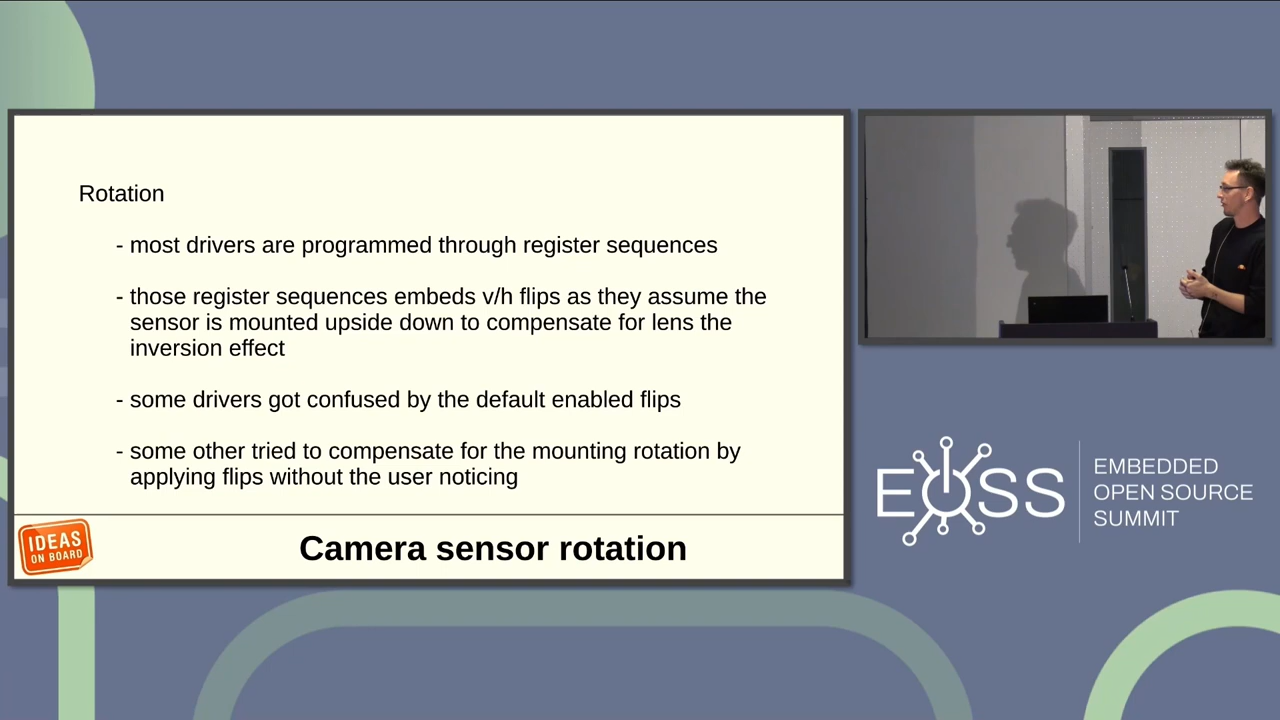 Rotation
- most drivers are programmed through register sequences
- those register sequences embeds v/h flips as they assume the
sensor is mounted upside down to compensate for lens the
inversion effect
- some drivers got confused by the default enabled flips
- some other tried to compensate for the mounting rotation by
applying flips without the user noticing
IDEAS
ON BOARD
Camera sensor rotation
EOSS
EMBEDDED
OPEN SOURCE
SUMMIT